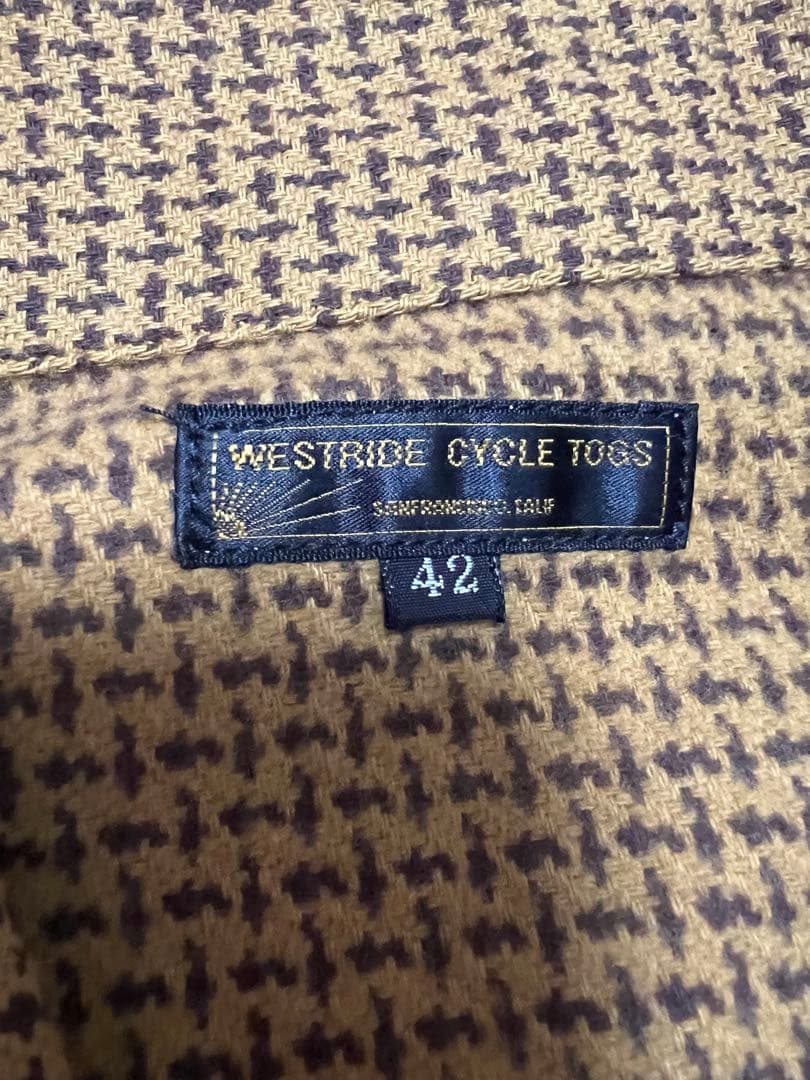 WESTRIDE CYCLE TOGS
SANFRANCISCO. CALIF
42